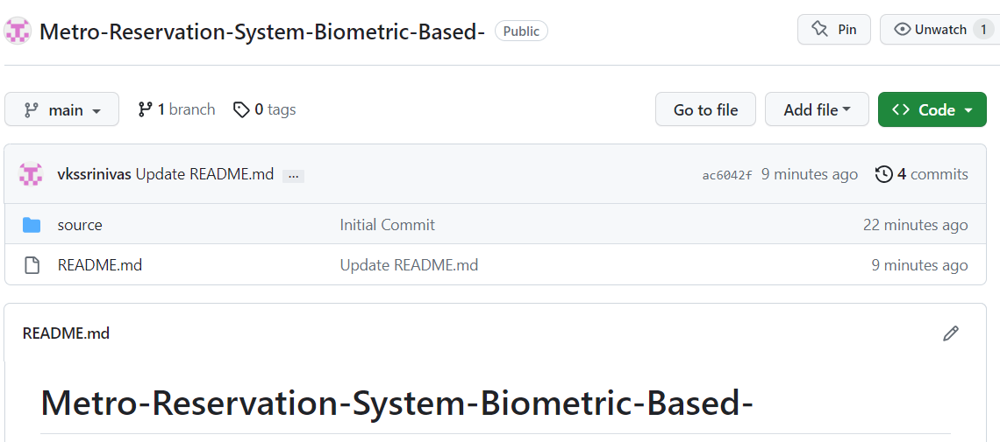 Metro-Reservation-System-Biometric-Based- Public Pin Unwatch 1
main 1 branch 0 tags Go to file Add file Code
vkssrinivas Update README.md ... ac6042f 9 minutes ago 4 commits
source Initial Commit 22 minutes ago
README.md Update README.md 9 minutes ago
README.md
Metro-Reservation-System-Biometric-Based-